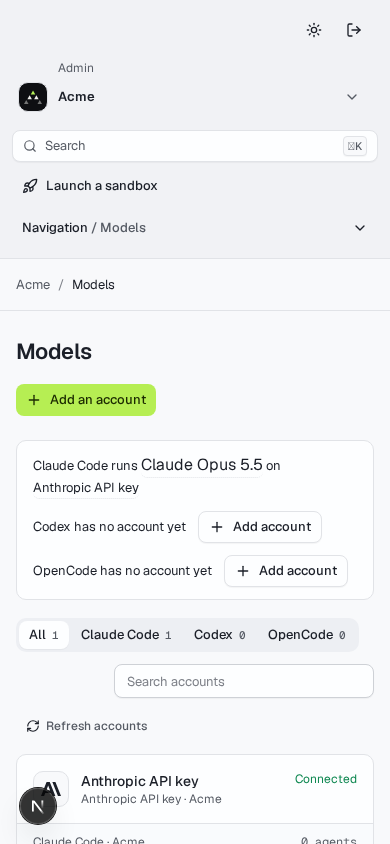 Admin
Acme
Search
K
Launch a sandbox
Navigation / Models
Acme / Models
Models
Add an account
Claude Code runs Claude Opus 5.5 on
Anthropic API key
Codex has no account yet
Add account
OpenCode has no account yet
Add account
All 1 Claude Code 1 Codex 0 OpenCode 0
Search accounts
Refresh accounts
Anthropic API key
Connected
Anthropic API key · Acme
N
Claude Code · Acme
0 agents